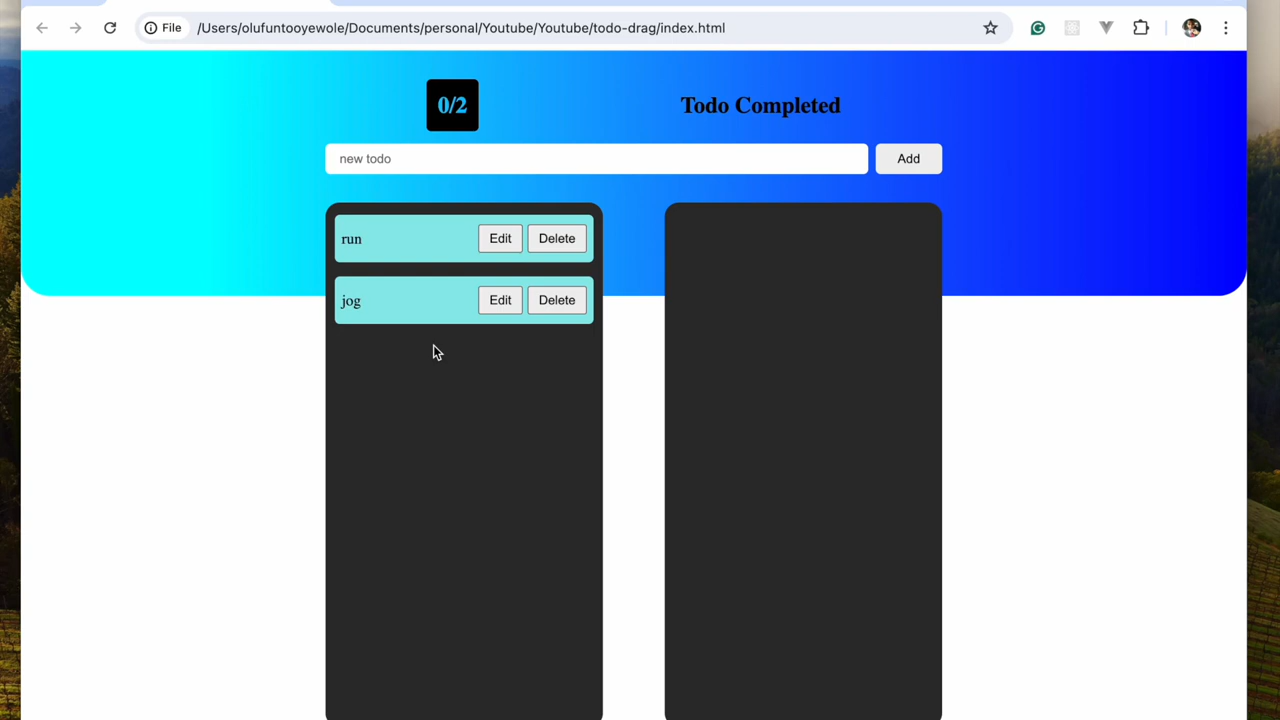 File /Users/olufuntooyewole/Documents/personal/Youtube/Youtube/todo-drag/index.html
0/2 Todo Completed
new todo Add
run Edit Delete
jog Edit Delete